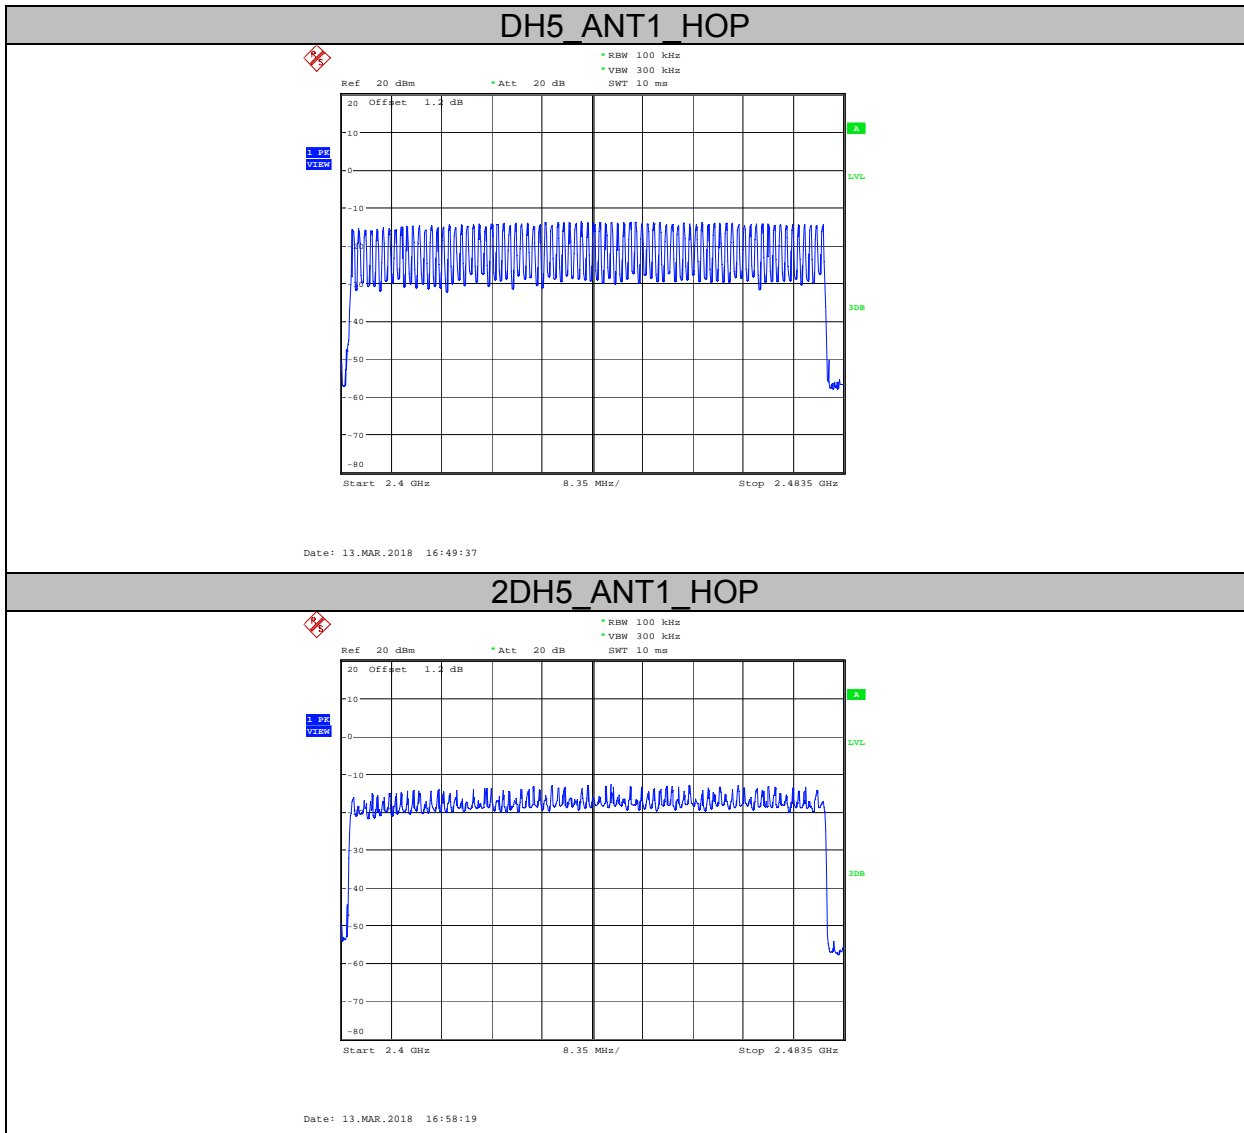 DH5_ANT1_HOP
R S
* RBW 100 kHz
* VBW 300 kHz
Ref 20 dBm * Att 20 dB SWT 10 ms
20 Offset 1.2 dB
10
A
1 PK
VIEW
0
LVL
-10
-20
-30
3DB
-40
-50
-60
-70
-80
Start 2.4 GHz 8.35 MHz/ Stop 2.4835 GHz
Date: 13.MAR.2018 16:49:37
2DH5_ANT1_HOP
R S
* RBW 100 kHz
* VBW 300 kHz
Ref 20 dBm * Att 20 dB SWT 10 ms
20 Offset 1.2 dB
10
A
1 PK
VIEW
0
LVL
-10
-20
-30
3DB
-40
-50
-60
-70
-80
Start 2.4 GHz 8.35 MHz/ Stop 2.4835 GHz
Date: 13.MAR.2018 16:58:19